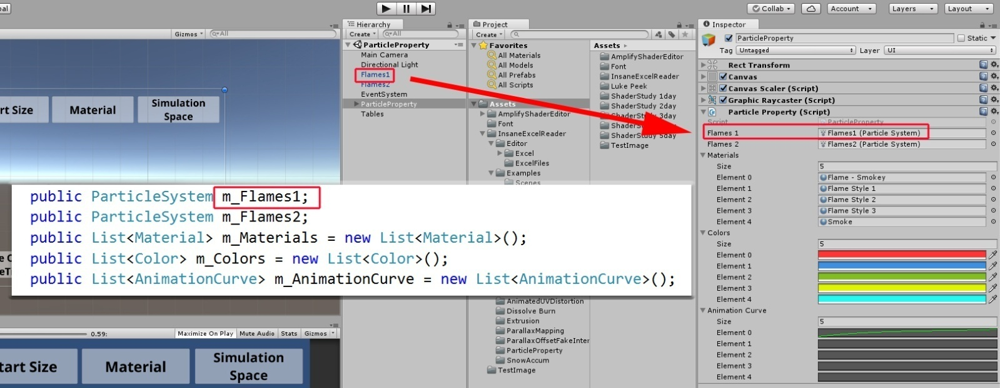 Collab
Account
Layers
Layout
Gizmos
All
rt Size
Material
Simulation
Space
Hierarchy
Create
All
ParticleProperty
Main Camera
Directional Light
Flames1
Flames2
EventSystem
ParticleProperty
Tables
Project
Create
Favorites
All Materials
All Models
All Prefabs
All Scripts
Assets
AmplifyShaderEditor
Font
InsaneExcelReader
Editor
Excel
ExcelFiles
Examples
Scenes
AnimatedUVDistortion
Dissolve Burn
Extrusion
ParallaxMapping
ParallaxOffsetFakeInter
ParticleProperty
SnowAccum
TestImage
Assets
AmplifyShaderEditor
Font
InsaneExcelReader
Luke Peek
ShaderStudy 1day
ShaderStudy 2day
ShaderStudy 3day
ShaderStu
ShaderStudy 5day
TestImage
Inspector
ParticleProperty
Static
Tag Untagged Layer UI
Rect Transform
Canvas
Canvas Scaler (Script)
Graphic Raycaster (Script)
Particle Property (Script)
Script ParticleProperty
Flames 1 Flames1 (Particle System)
Flames 2 Flames2 (Particle System)
Materials
Size 5
Element 0 Flame - Smokey
Element 1 Flame Style 1
Element 2 Flame Style 2
Element 3 Flame Style 3
Element 4 Smoke
Colors
Size 5
Element 0
Element 1
Element 2
Element 3
Element 4
Animation Curve
Size 5
Element 0
Element 1
Element 2
Element 3
Element 4
public ParticleSystem m_Flames1;
public ParticleSystem m_Flames2;
public List<Material> m_Materials = new List<Material>();
public List<Color> m_Colors = new List<Color>();
public List<AnimationCurve> m_AnimationCurve = new List<AnimationCurve>();
0.59:
Maximize On Play Mute Audio Stats Gizmos
tart Size
Material
Simulation
Space